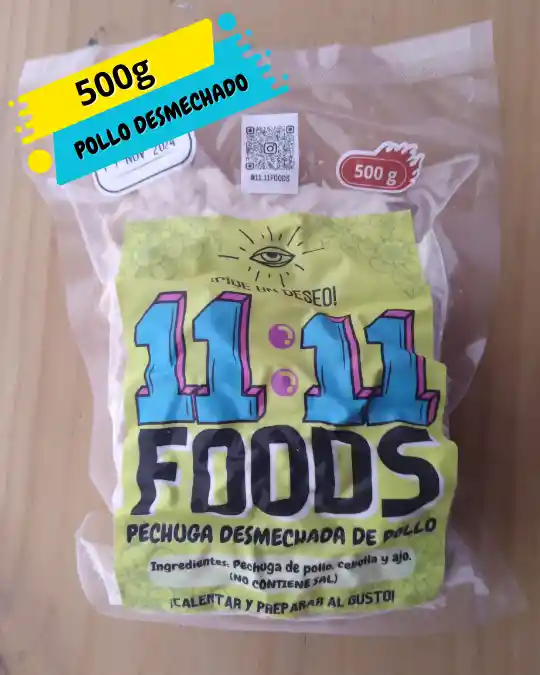 500g
POLLO DESMECHADO
NOV 2024
@11.11FOODS
500 g
¡PIDE UN DESEO!
11:11
FOODS
PECHUGA DESMECHADA DE POLLO
Ingredientes: Pechuga de pollo, cebolla y ajo.
(NO CONTIENE SAL)
¡CALENTAR Y PREPARAR AL GUSTO!